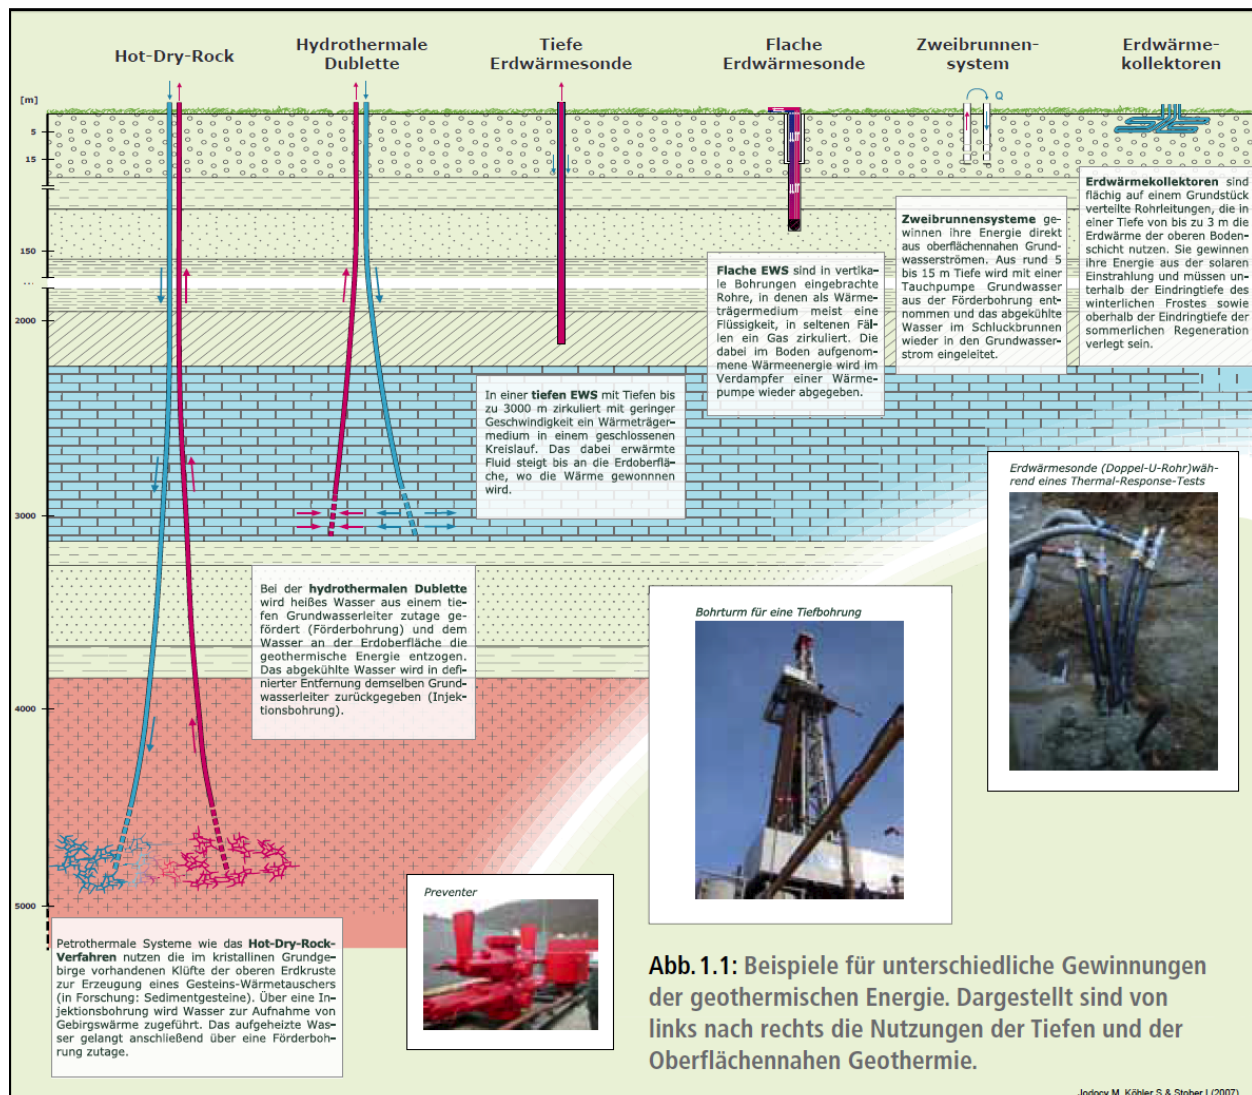 Hot-Dry-Rock
Hydrothermale
Dublette
Tiefe
Erdwärmesonde
Flache
Erdwärmesonde
Zweibrunnen-
system
Erdwärme-
kollektoren
[m]
5
15
150
...
2000
3000
4000
5000
Q
Erdwärmekollektoren sind
flächig auf einem Grundstück
verteilte Rohrleitungen, die in
einer Tiefe von bis zu 3 m die
Erdwärme der oberen Boden-
schicht nutzen. Sie gewinnen
ihre Energie aus der solaren
Einstrahlung und müssen un-
terhalb der Eindringtiefe des
winterlichen Frostes sowie
oberhalb der Eindringtiefe der
sommerlichen Regeneration
verlegt sein.
Zweibrunnensysteme ge-
winnen ihre Energie direkt
aus oberflächennahen Grund-
wasserströmen. Aus rund 5
bis 15 m Tiefe wird mit einer
Tauchpumpe Grundwasser
aus der Förderbohrung ent-
nommen und das abgekühlte
Wasser im Schluckbrunnen
wieder in den Grundwasser-
strom eingeleitet.
Flache EWS sind in vertika-
le Bohrungen eingebrachte
Rohre, in denen als Wärme-
trägermedium meist eine
Flüssigkeit, in seltenen Fäl-
len ein Gas zirkuliert. Die
dabei im Boden aufgenom-
mene Wärmeenergie wird im
Verdampfer einer Wärme-
pumpe wieder abgegeben.
In einer tiefen EWS mit Tiefen bis
zu 3000 m zirkuliert mit geringer
Geschwindigkeit ein Wärmeträger-
medium in einem geschlossenen
Kreislauf. Das dabei erwärmte
Fluid steigt bis an die Erdoberflä-
che, wo die Wärme gewonnnen
wird.
Bei der hydrothermalen Dublette
wird heißes Wasser aus einem tie-
fen Grundwasserleiter zutage ge-
fördert (Förderbohrung) und dem
Wasser an der Erdoberfläche die
geothermische Energie entzogen.
Das abgekühlte Wasser wird in defi-
nierter Entfernung demselben Grund-
wasserleiter zurückgegeben (Injek-
tionsbohrung).
Erdwärmesonde (Doppel-U-Rohr)wäh-
rend eines Thermal-Response-Tests
Bohrturm für eine Tiefbohrung
Preventer
Petrothermale Systeme wie das Hot-Dry-Rock-
Verfahren nutzen die im kristallinen Grundge-
birge vorhandenen Klüfte der oberen Erdkruste
zur Erzeugung eines Gesteins-Wärmetauschers
(in Forschung: Sedimentgesteine). Über eine In-
jektionsbohrung wird Wasser zur Aufnahme von
Gebirgswärme zugeführt. Das aufgeheizte Was-
ser gelangt anschließend über eine Förderboh-
rung zutage.
Abb.1.1: Beispiele für unterschiedliche Gewinnungen
der geothermischen Energie. Dargestellt sind von
links nach rechts die Nutzungen der Tiefen und der
Oberflächennahen Geothermie.
Jodocy M, Köhler S & Stober I (2007)